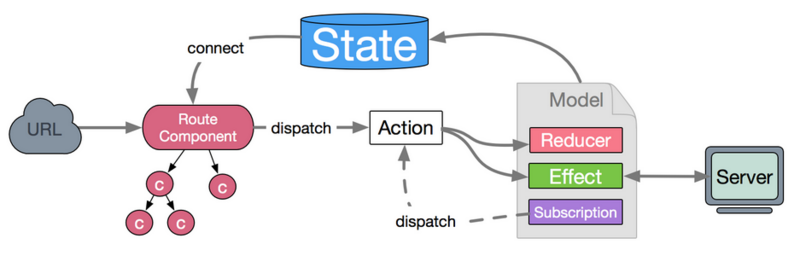 State
connect
Model
URL
Route
Component
dispatch
Action
Reducer
Effect
Server
Subscription
dispatch
C
C
C
C